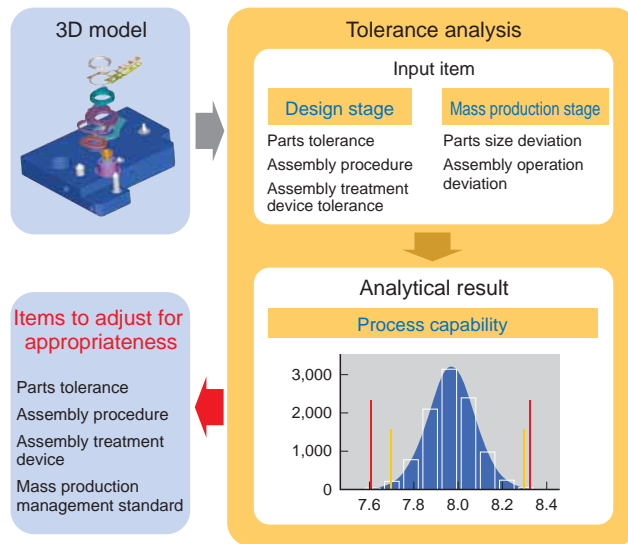 3D model
Tolerance analysis
Input item
Design stage
Parts tolerance
Assembly procedure
Assembly treatment
device tolerance
Mass production stage
Parts size deviation
Assembly operation
deviation
Analytical result
Process capability
3,000
2,000
1,000
0
7.6 7.8 8.0 8.2 8.4
Items to adjust for
appropriateness
Parts tolerance
Assembly procedure
Assembly treatment
device
Mass production
management standard